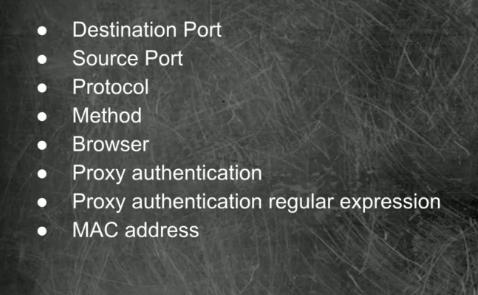 ● Destination Port
● Source Port
● Protocol
● Method
● Browser
● Proxy authentication
● Proxy authentication regular expression
● MAC address